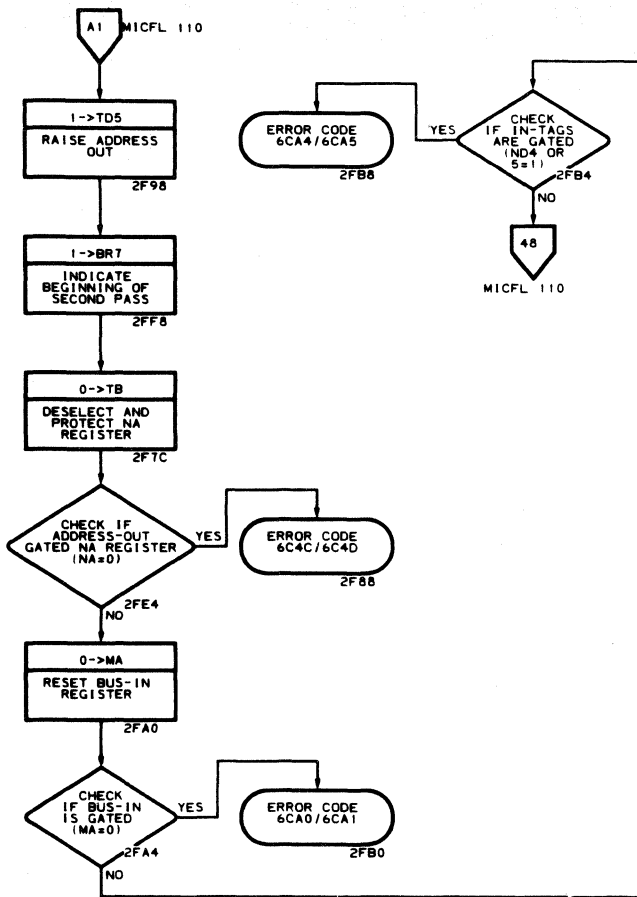 A1 MICFL 110
1->TD5
RAISE ADDRESS
OUT
2F98
1->BR7
INDICATE
BEGINNING OF
SECOND PASS
2FF8
0->TB
DESELECT AND
PROTECT NA
REGISTER
2F7C
CHECK IF
ADDRESS-OUT
GATED NA REGISTER
(NA=0)
YES
2FE4
NO
ERROR CODE
6C4C/6C4D
2F88
0->MA
RESET BUS-IN
REGISTER
2FA0
CHECK
IF BUS-IN
IS GATED
(MA=0)
YES
2FA4
NO
ERROR CODE
6CA0/6CA1
2FB0
CHECK
IF IN-TAGS
ARE GATED
(ND4 OR
5=1)
YES
2FB4
NO
ERROR CODE
6CA4/6CA5
2FB8
48
MICFL 110